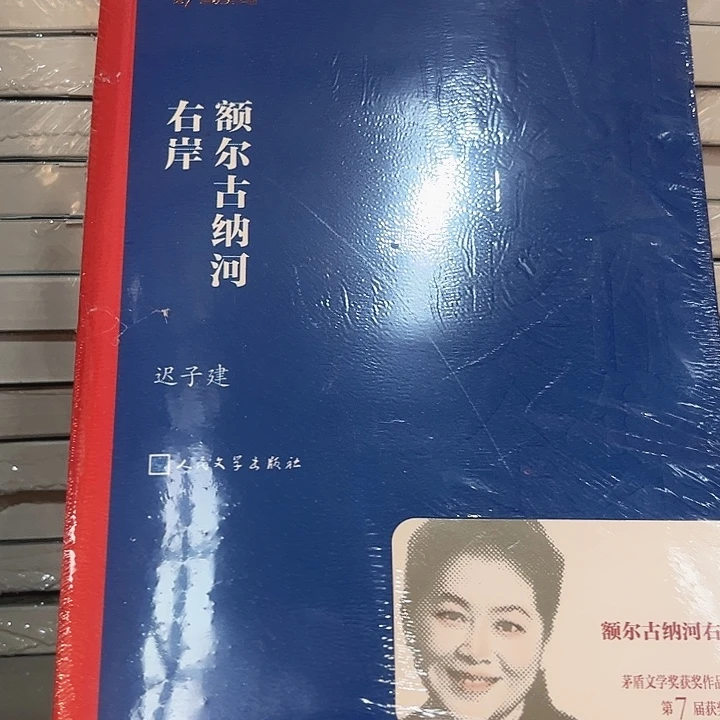 额尔古纳河
右岸
迟子建
人民文学出版社
额尔古纳河右
茅盾文学奖获奖作品
第7届获奖